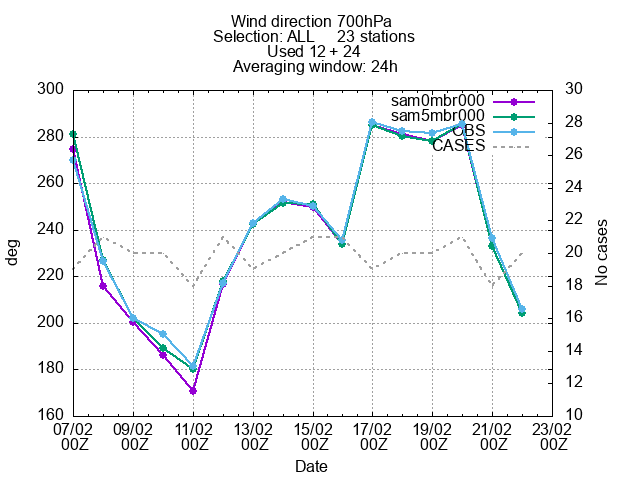 Wind direction 700hPa
Selection: ALL 23 stations
Used 12 + 24
Averaging window: 24h
300
280
260
240
220
200
180
160
deg
30
28
26
24
22
20
18
16
14
12
10
No cases
sam0mbr000
sam5mbr000
OBS
CASES
07/02 09/02 11/02 13/02 15/02 17/02 19/02 21/02 23/02
00Z 00Z 00Z 00Z 00Z 00Z 00Z 00Z 00Z
Date